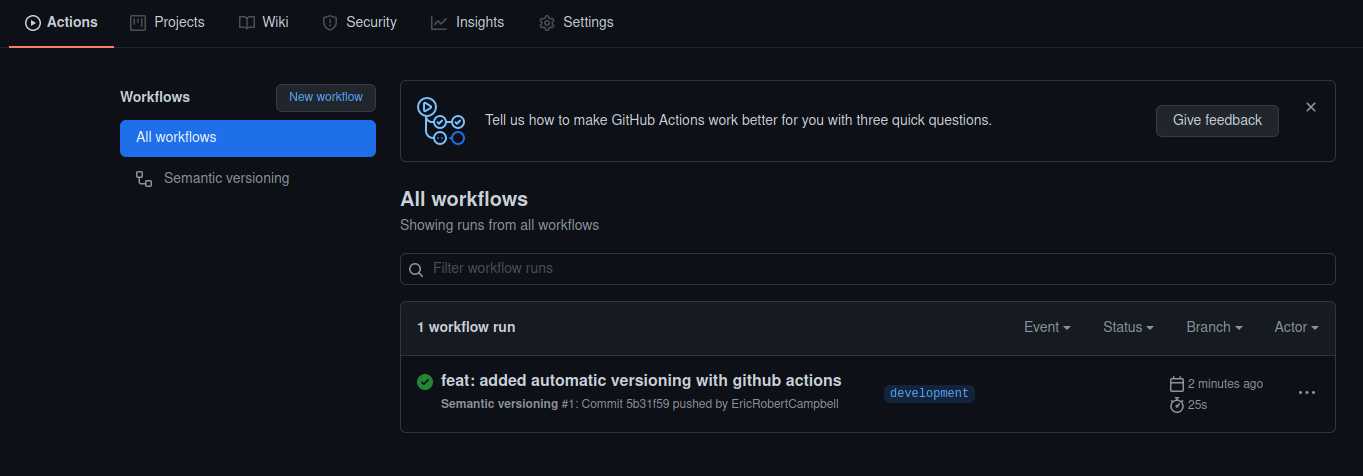 Actions Projects Wiki Security Insights Settings
Workflows
New workflow
All workflows
Semantic versioning
Tell us how to make GitHub Actions work better for you with three quick questions.
Give feedback
All workflows
Showing runs from all workflows
Filter workflow runs
1 workflow run
Event Status Branch Actor
feat: added automatic versioning with github actions
Semantic versioning #1: Commit 5b31f59 pushed by EricRobertCampbell
development
2 minutes ago
25s